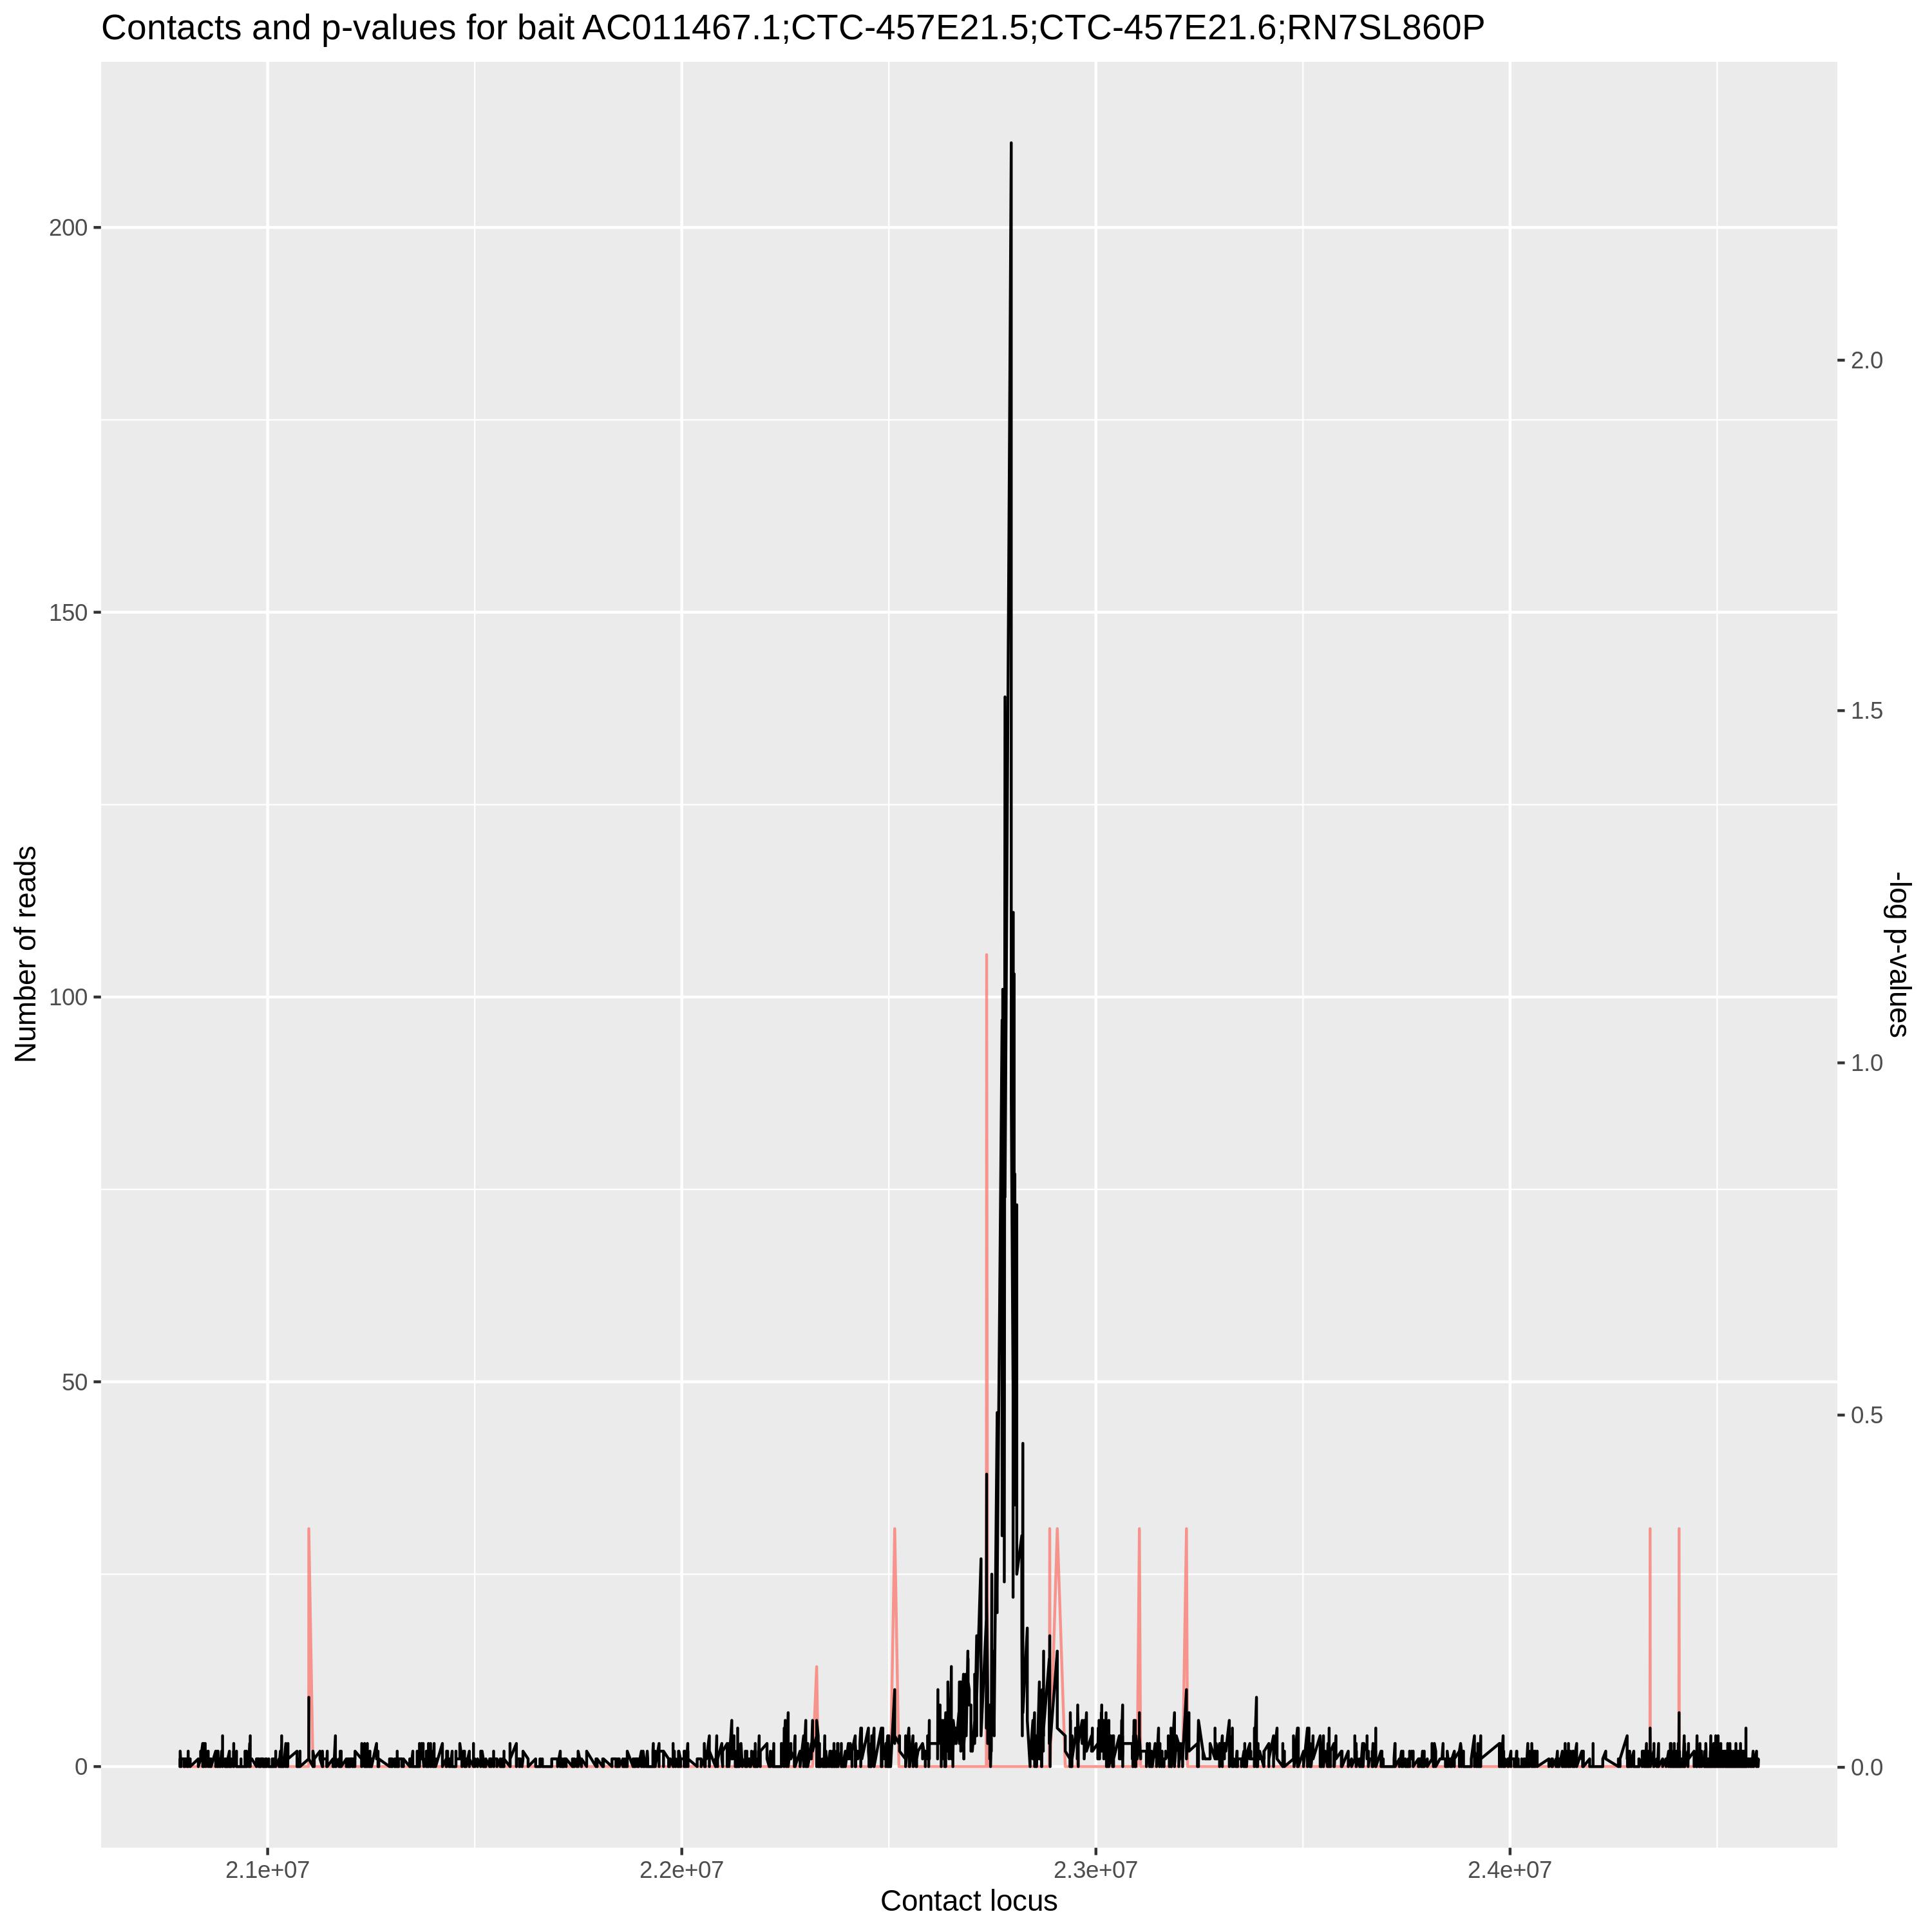 Contacts and p-values for bait AC011467.1;CTC-457E21.5;CTC-457E21.6;RN7SL860P
Number of reads
200
150
100
50
0
2.0
1.5
1.0
0.5
0.0
-log p-values
2.1e+07
2.2e+07
2.3e+07
2.4e+07
Contact locus